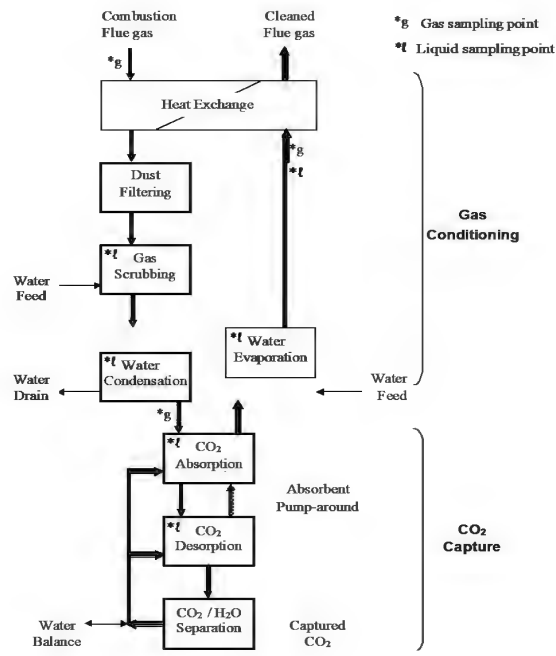 Combustion
Flue gas
Cleaned
Flue gas
*g Gas sampling point
*ℓ Liquid sampling point
*g
Heat Exchange
*g
*ℓ
Dust
Filtering
Gas
Conditioning
*ℓ Gas
Scrubbing
Water
Feed
*ℓ Water
Evaporation
*ℓ Water
Condensation
Water
Drain
Water
Feed
*g
*ℓ CO₂
Absorption
Absorbent
Pump-around
*ℓ CO₂
Desorption
CO₂
Capture
CO₂ / H₂O
Separation
Water
Balance
Captured
CO₂